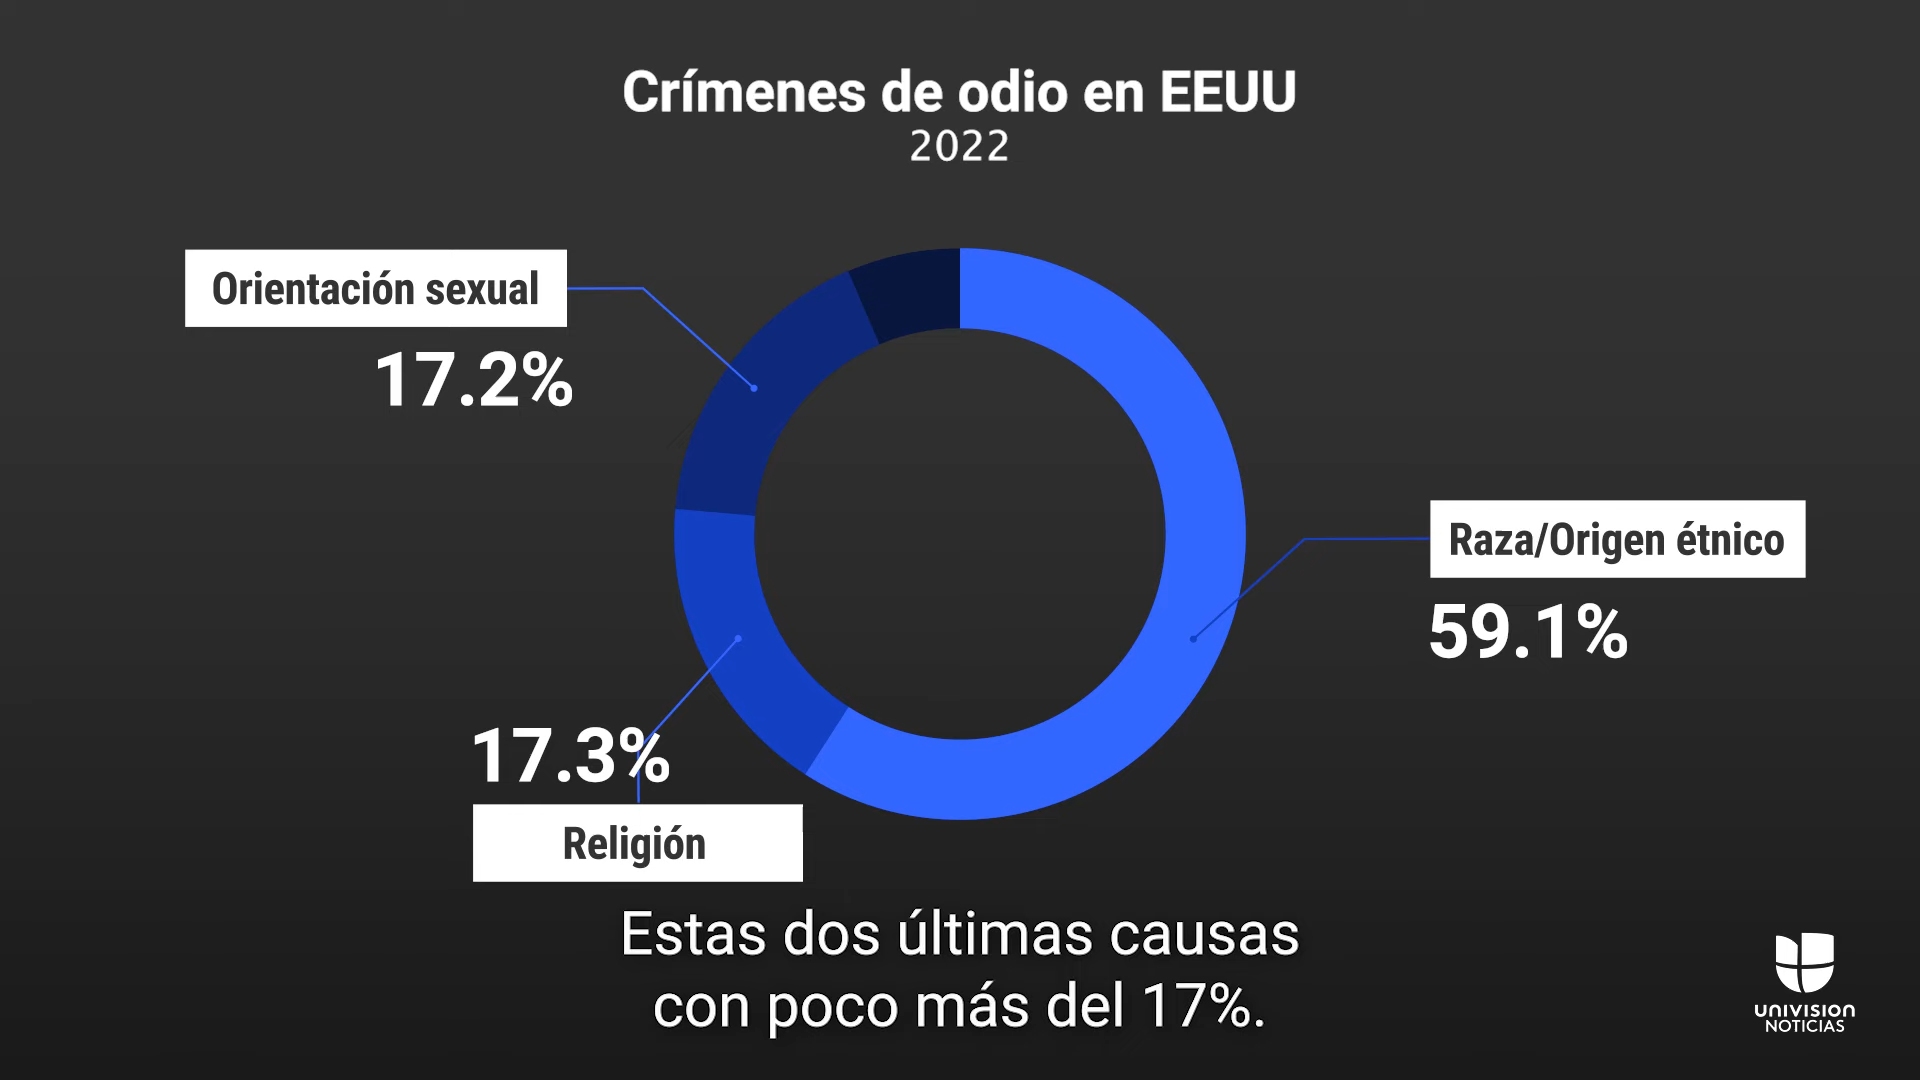 Crímenes de odio en EEUU
2022
Orientación sexual
17.2%
Raza/Origen étnico
59.1%
17.3%
Religión
Estas dos últimas causas
con poco más del 17%.
UNIVISION
NOTICIAS